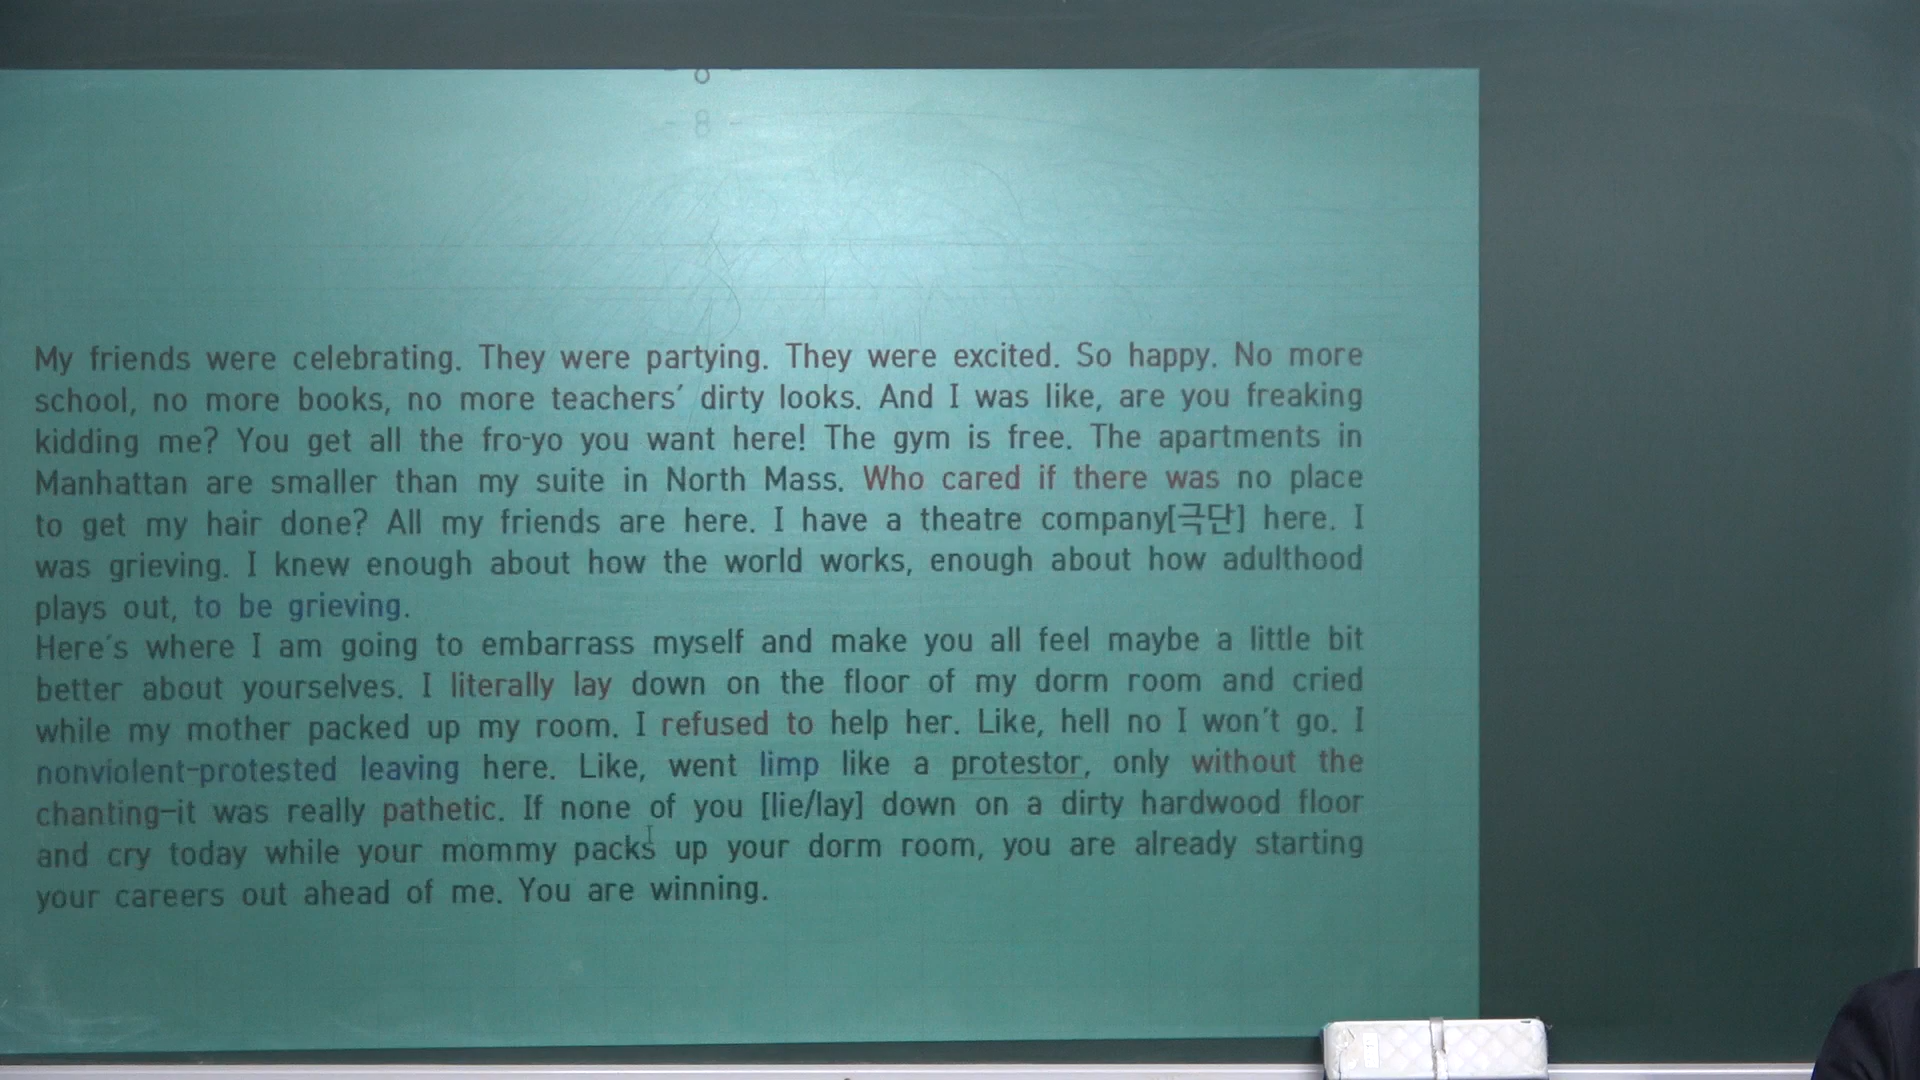 - 8 -
My friends were celebrating. They were partying. They were excited. So happy. No more
school, no more books, no more teachers' dirty looks. And I was like, are you freaking
kidding me? You get all the fro-yo you want here! The gym is free. The apartments in
Manhattan are smaller than my suite in North Mass. Who cared if there was no place
to get my hair done? All my friends are here. I have a theatre company[극단] here. I
was grieving. I knew enough about how the world works, enough about how adulthood
plays out, to be grieving.
Here's where I am going to embarrass myself and make you all feel maybe a little bit
better about yourselves. I literally lay down on the floor of my dorm room and cried
while my mother packed up my room. I refused to help her. Like, hell no I won't go. I
nonviolent-protested leaving here. Like, went limp like a protestor, only without the
chanting—it was really pathetic. If none of you [lie/lay] down on a dirty hardwood floor
and cry today while your mommy packs up your dorm room, you are already starting
your careers out ahead of me. You are winning.